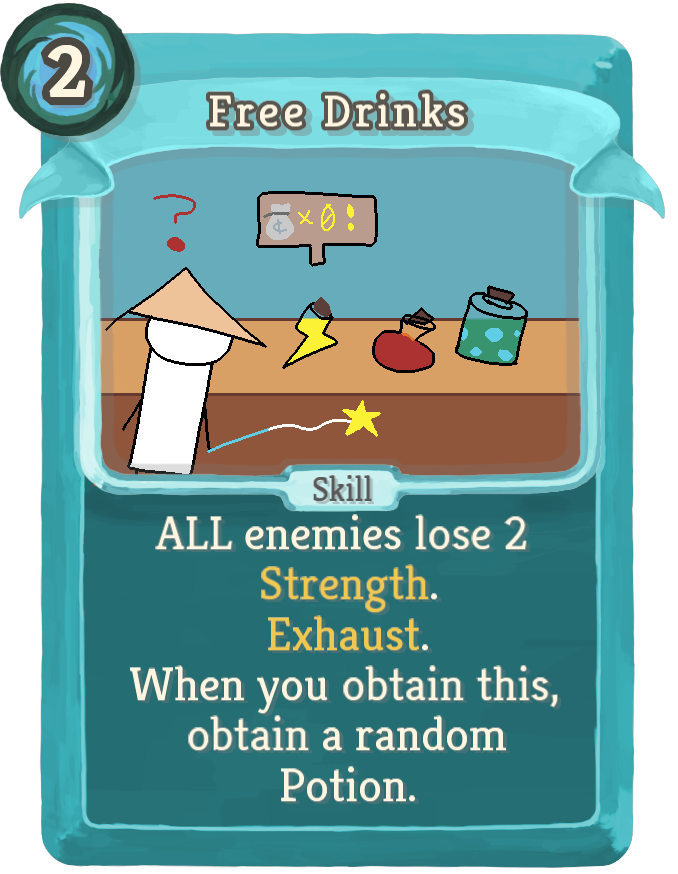 2
Free Drinks
?
¢ x 0 :
Skill
ALL enemies lose 2
Strength.
Exhaust.
When you obtain this,
obtain a random
Potion.